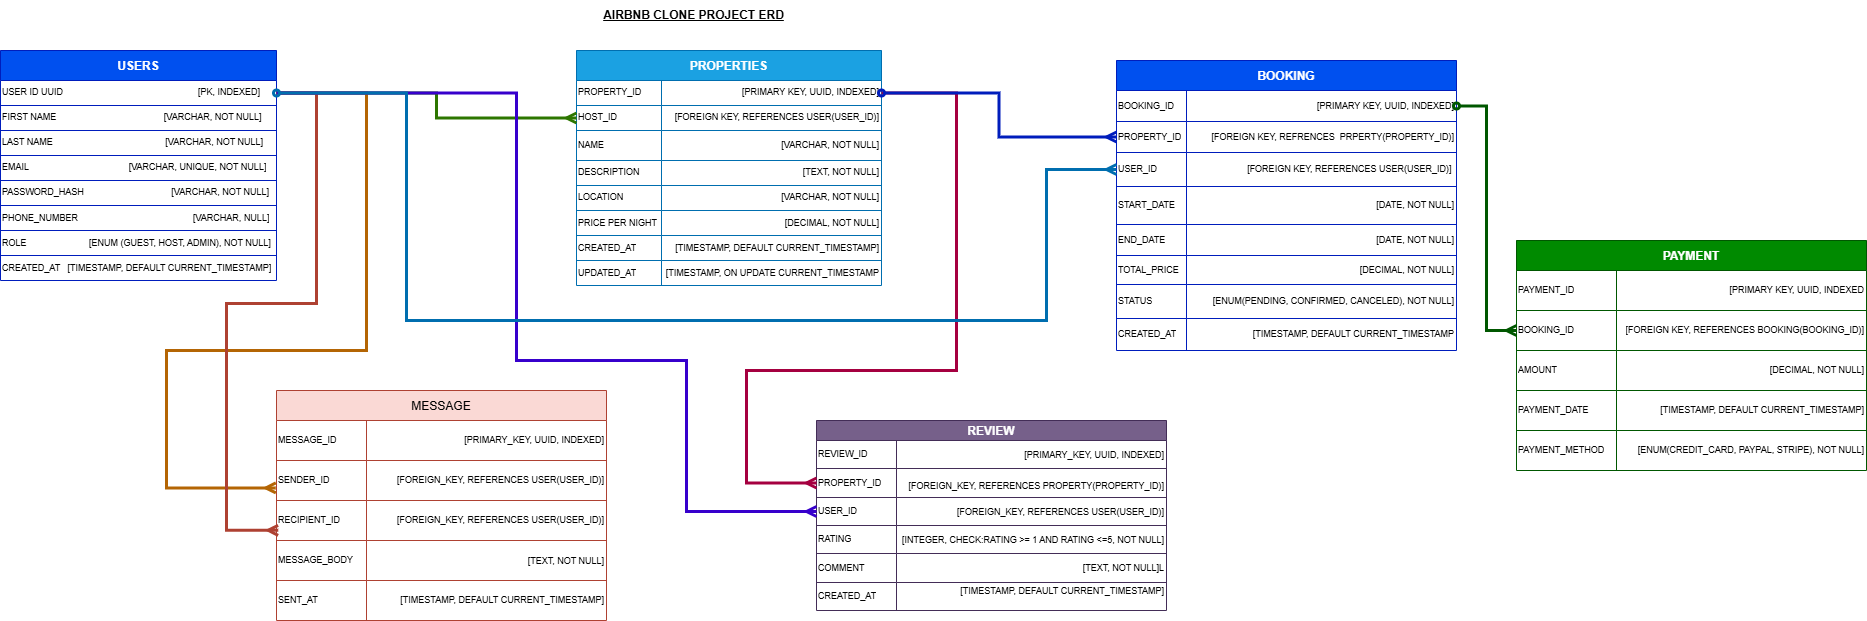 AIRBNB CLONE PROJECT ERD
USERS
USER ID UUID [PK, INDEXED]
FIRST NAME [VARCHAR, NOT NULL]
LAST NAME [VARCHAR, NOT NULL]
EMAIL [VARCHAR, UNIQUE, NOT NULL]
PASSWORD_HASH [VARCHAR, NOT NULL]
PHONE_NUMBER [VARCHAR, NULL]
ROLE [ENUM (GUEST, HOST, ADMIN), NOT NULL]
CREATED_AT [TIMESTAMP, DEFAULT CURRENT_TIMESTAMP]
PROPERTIES
PROPERTY_ID [PRIMARY KEY, UUID, INDEXED]
HOST_ID [FOREIGN KEY, REFERENCES USER(USER_ID)]
NAME [VARCHAR, NOT NULL]
DESCRIPTION [TEXT, NOT NULL]
LOCATION [VARCHAR, NOT NULL]
PRICE PER NIGHT [DECIMAL, NOT NULL]
CREATED_AT [TIMESTAMP, DEFAULT CURRENT_TIMESTAMP]
UPDATED_AT [TIMESTAMP, ON UPDATE CURRENT_TIMESTAMP
BOOKING
BOOKING_ID [PRIMARY KEY, UUID, INDEXED]
PROPERTY_ID [FOREIGN KEY, REFRENCES PRPERTY(PROPERTY_ID)]
USER_ID [FOREIGN KEY, REFERENCES USER(USER_ID)]
START_DATE [DATE, NOT NULL]
END_DATE [DATE, NOT NULL]
TOTAL_PRICE [DECIMAL, NOT NULL]
STATUS [ENUM(PENDING, CONFIRMED, CANCELED), NOT NULL]
CREATED_AT [TIMESTAMP, DEFAULT CURRENT_TIMESTAMP
PAYMENT
PAYMENT_ID [PRIMARY KEY, UUID, INDEXED
BOOKING_ID [FOREIGN KEY, REFERENCES BOOKING(BOOKING_ID)]
AMOUNT [DECIMAL, NOT NULL]
PAYMENT_DATE [TIMESTAMP, DEFAULT CURRENT_TIMESTAMP]
PAYMENT_METHOD [ENUM(CREDIT_CARD, PAYPAL, STRIPE), NOT NULL]
MESSAGE
MESSAGE_ID [PRIMARY_KEY, UUID, INDEXED]
SENDER_ID [FOREIGN_KEY, REFERENCES USER(USER_ID)]
RECIPIENT_ID [FOREIGN_KEY, REFERENCES USER(USER_ID)]
MESSAGE_BODY [TEXT, NOT NULL]
SENT_AT [TIMESTAMP, DEFAULT CURRENT_TIMESTAMP]
REVIEW
REVIEW_ID [PRIMARY_KEY, UUID, INDEXED]
PROPERTY_ID [FOREIGN_KEY, REFERENCES PROPERTY(PROPERTY_ID)]
USER_ID [FOREIGN_KEY, REFERENCES USER(USER_ID)]
RATING [INTEGER, CHECK:RATING >= 1 AND RATING <=5, NOT NULL]
COMMENT [TEXT, NOT NULL]L
CREATED_AT [TIMESTAMP, DEFAULT CURRENT_TIMESTAMP]